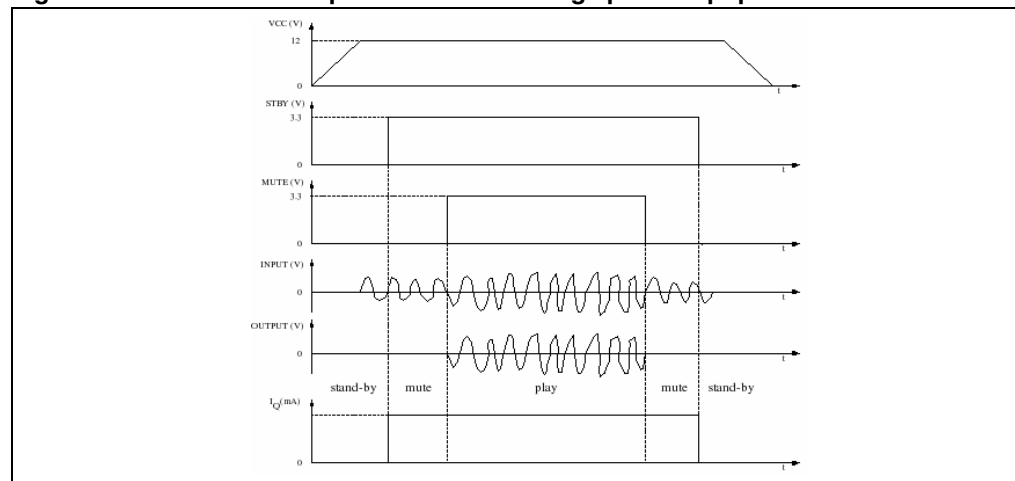 VCC (V)
12
0
t
STBY (V)
3.3
0
t
MUTE (V)
3.3
0
t
INPUT (V)
0
t
OUTPUT (V)
0
t
stand-by mute play mute stand-by
IQ(mA)
0
t